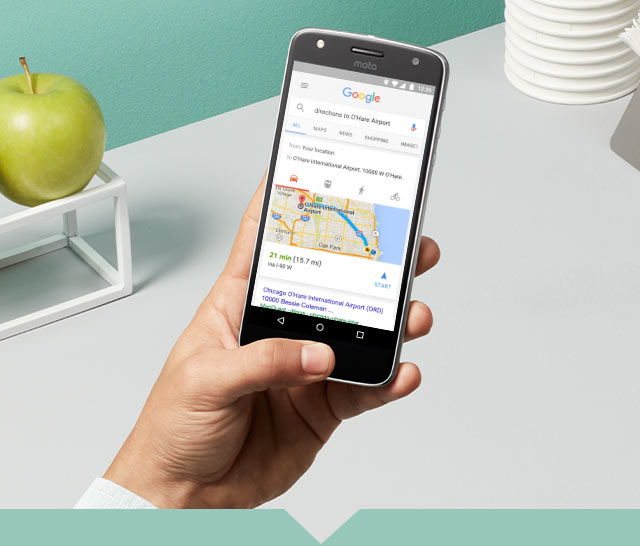 moto
12:36
Google
directions to O'Hare Airport
ALL MAPS NEWS SHOPPING IMAGES
from Your location
to O'Hare International Airport, 10000 W O'Hare
O'Hare International
Airport
Oak Park
21 min (15.7 mi)
via I-90 W
START
Chicago O'Hare International Airport (ORD)
10000 Bessie Coleman ...